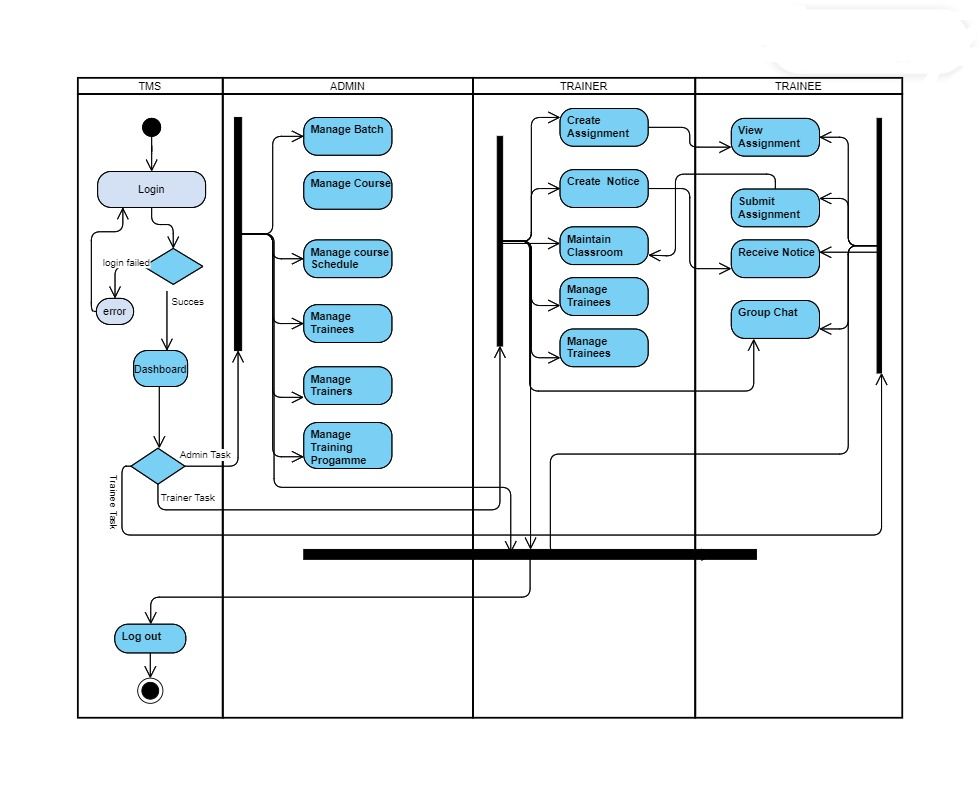 TMS
ADMIN
TRAINER
TRAINEE
Login
login failed
error
Succes
Dashboard
Admin Task
Trainer Task
Trainee Task
Log out
Manage Batch
Manage Course
Manage course
Schedule
Manage
Trainees
Manage
Trainers
Manage
Training
Progamme
Create
Assignment
Create Notice
Maintain
Classroom
Manage
Trainees
Manage
Trainees
View
Assignment
Submit
Assignment
Receive Notice
Group Chat